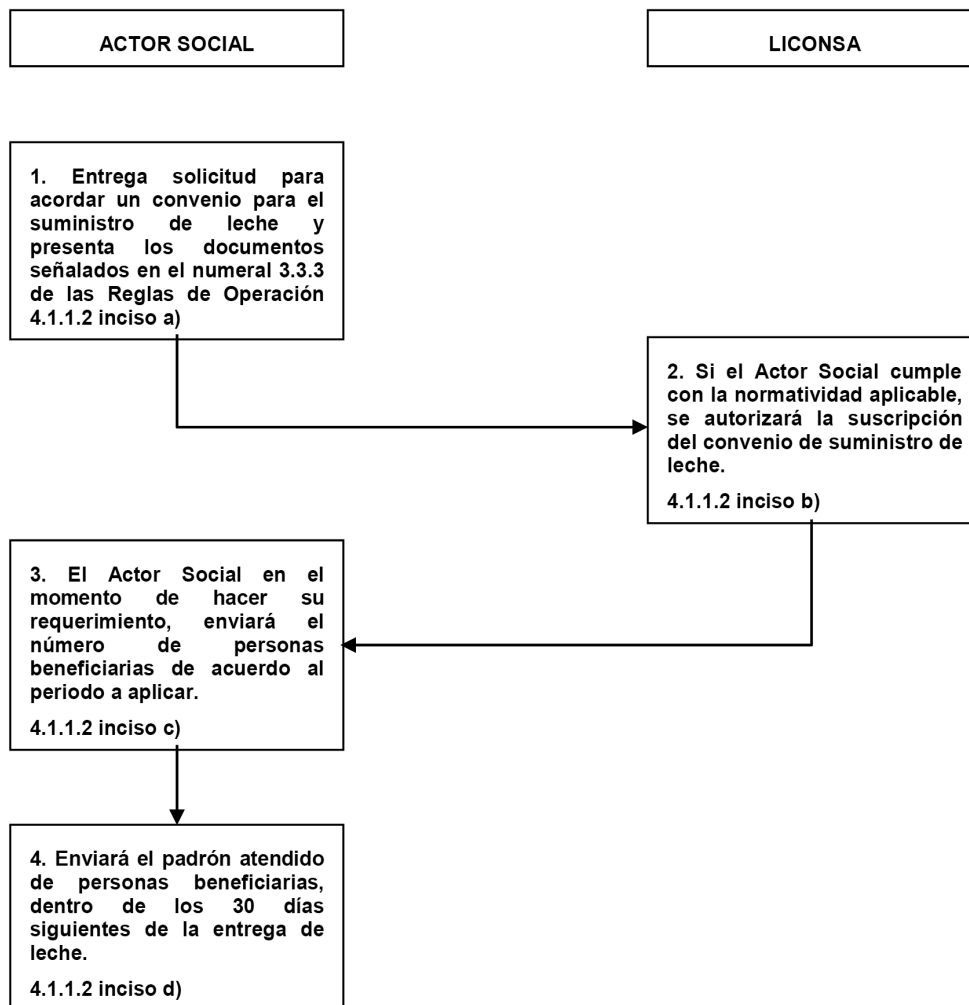 ACTOR SOCIAL
LICONSA
1. Entrega solicitud para
acordar un convenio para el
suministro de leche y
presenta los documentos
señalados en el numeral 3.3.3
de las Reglas de Operación
4.1.1.2 inciso a)
2. Si el Actor Social cumple
con la normatividad aplicable,
se autorizará la suscripción
del convenio de suministro de
leche.
4.1.1.2 inciso b)
3. El Actor Social en el
momento de hacer su
requerimiento, enviará el
número de personas
beneficiarias de acuerdo al
periodo a aplicar.
4.1.1.2 inciso c)
4. Enviará el padrón atendido
de personas beneficiarias,
dentro de los 30 días
siguientes de la entrega de
leche.
4.1.1.2 inciso d)